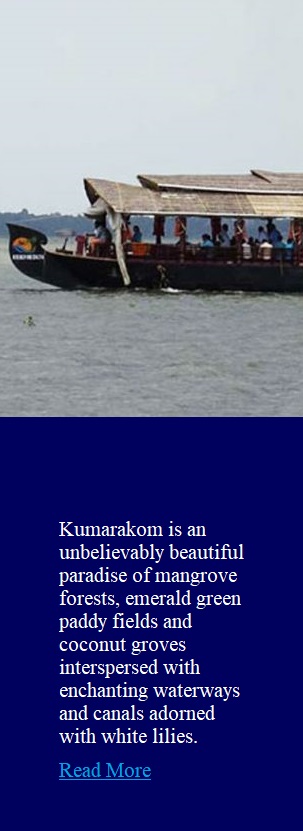 Kumarakom is an
unbelievably beautiful
paradise of mangrove
forests, emerald green
paddy fields and
coconut groves
interspersed with
enchanting waterways
and canals adorned
with white lilies.
Read More